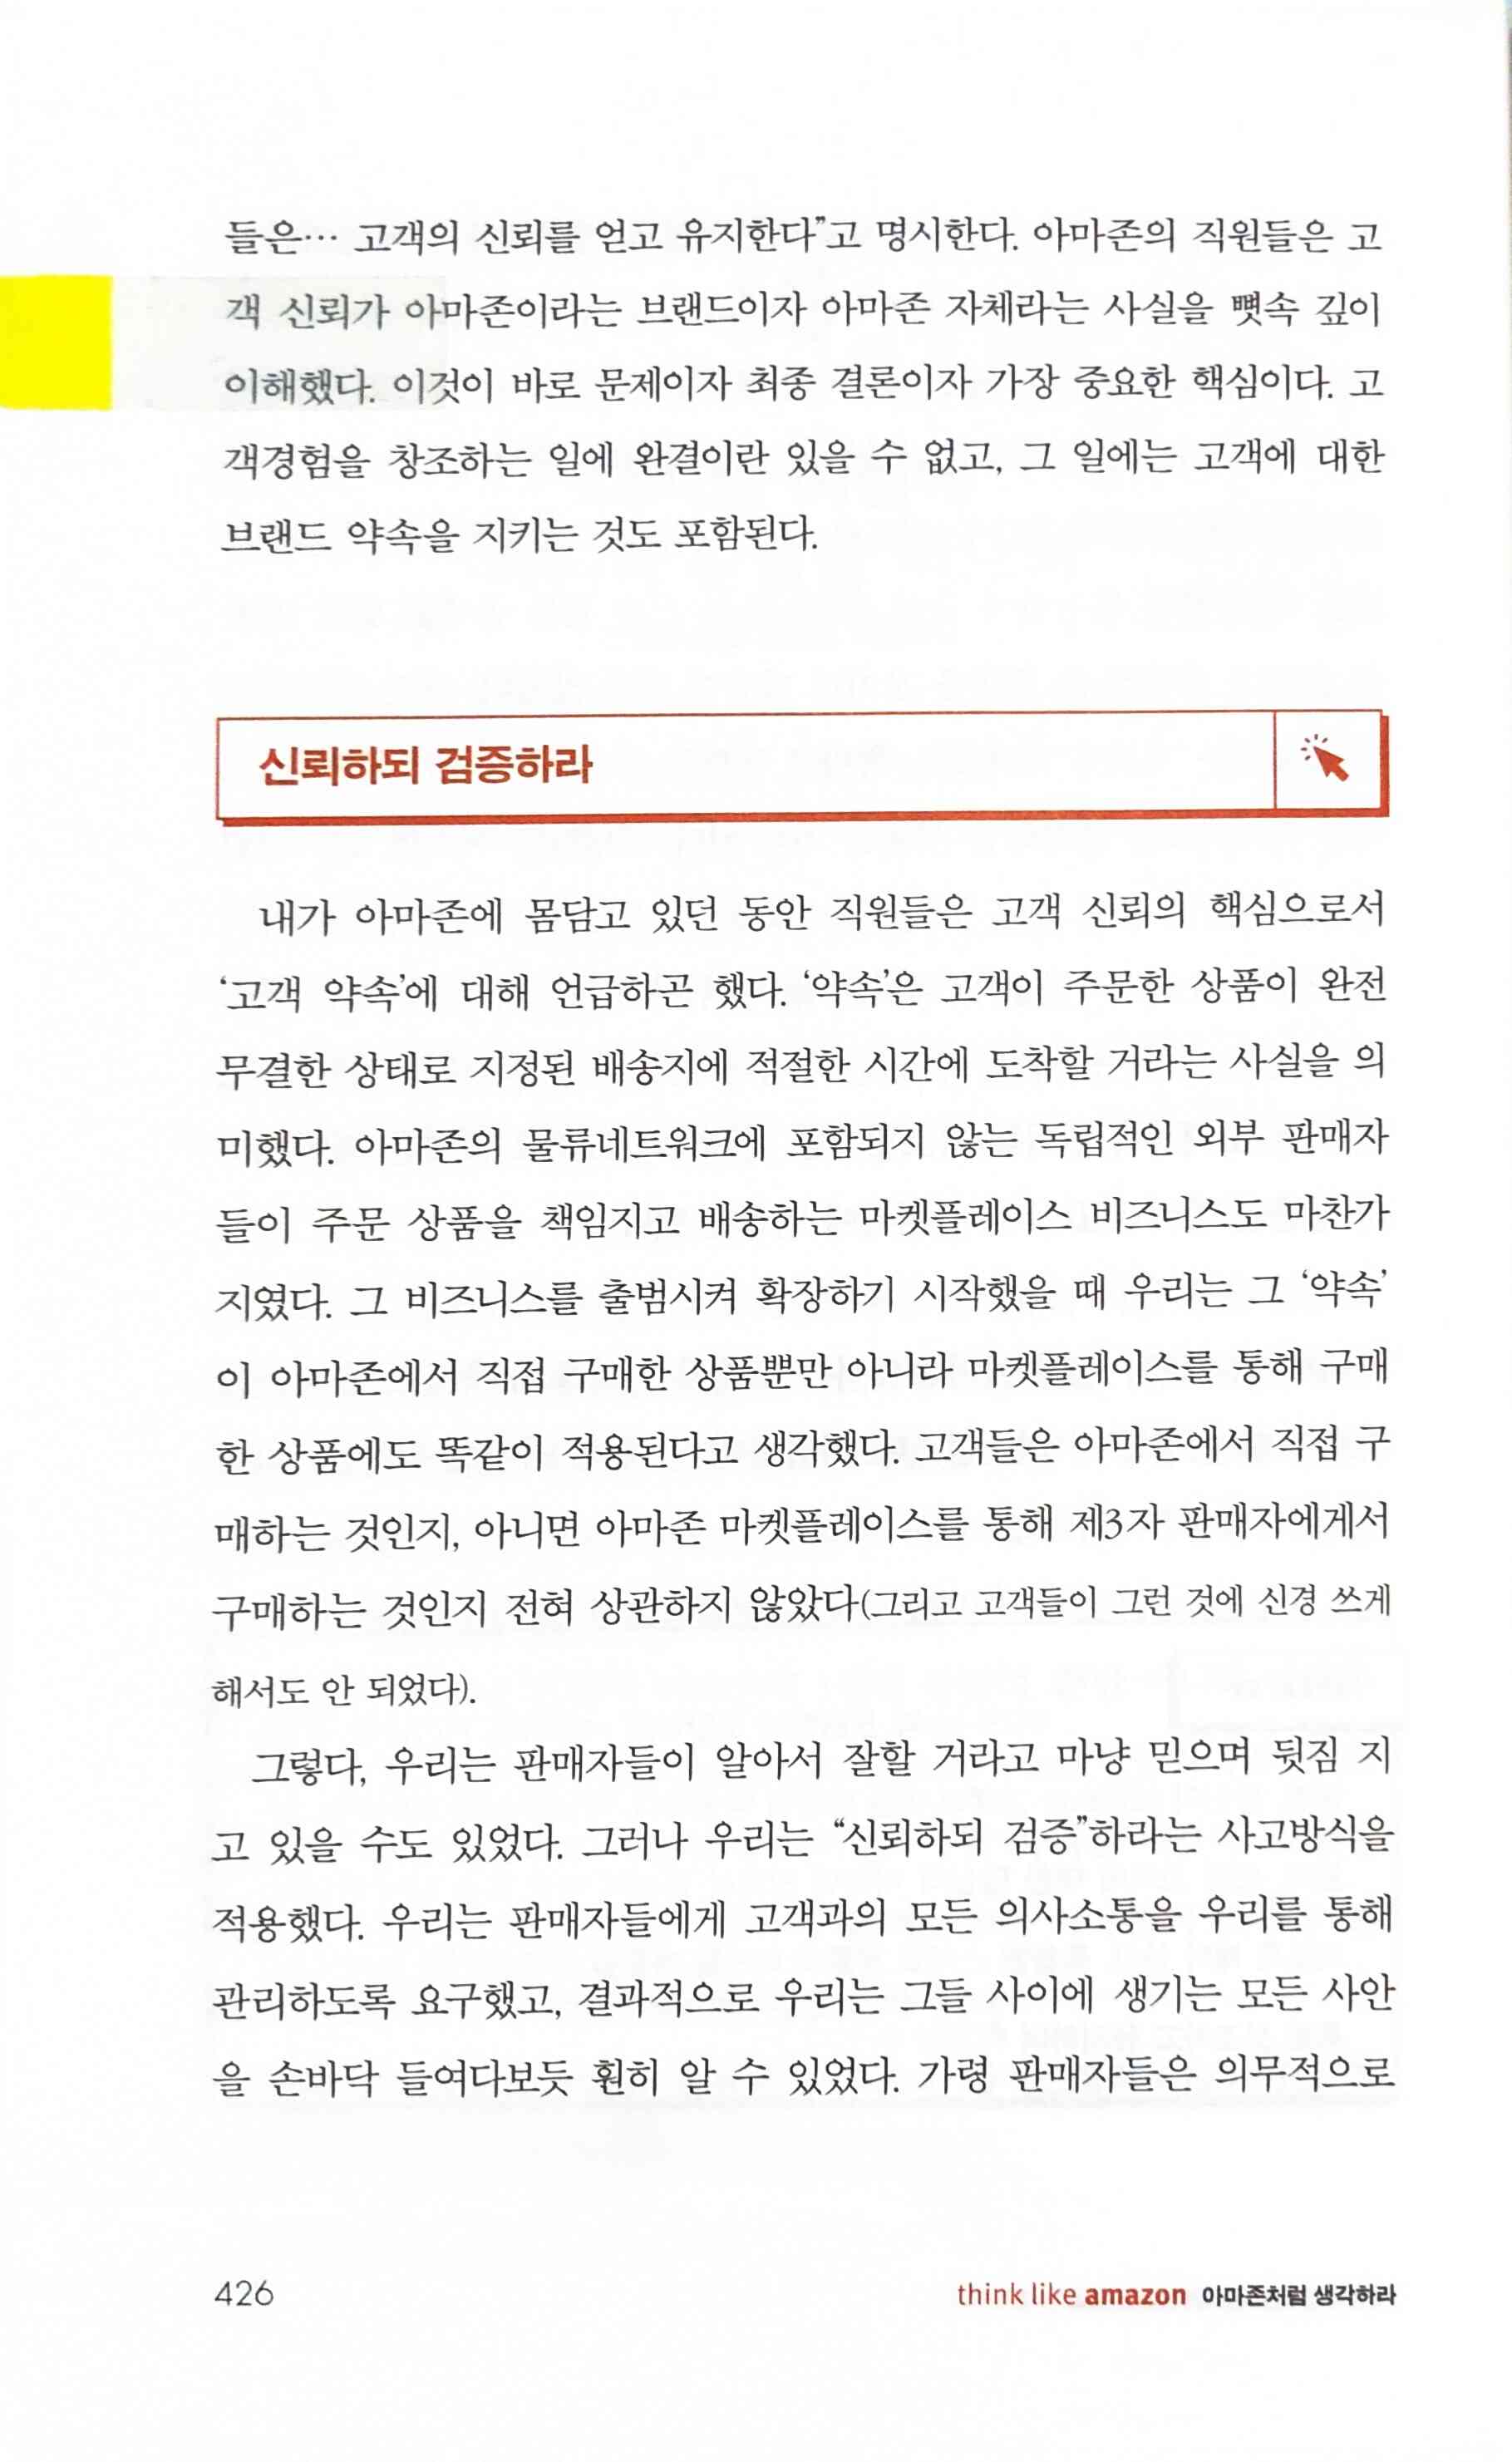 들은… 고객의 신뢰를 얻고 유지한다”고 명시한다. 아마존의 직원들은 고
객 신뢰가 아마존이라는 브랜드이자 아마존 자체라는 사실을 뼛속 깊이
이해했다. 이것이 바로 문제이자 최종 결론이자 가장 중요한 핵심이다. 고
객경험을 창조하는 일에 완결이란 있을 수 없고, 그 일에는 고객에 대한
브랜드 약속을 지키는 것도 포함된다.
신뢰하되 검증하라
내가 아마존에 몸담고 있던 동안 직원들은 고객 신뢰의 핵심으로서
‘고객 약속’에 대해 언급하곤 했다. ‘약속’은 고객이 주문한 상품이 완전
무결한 상태로 지정된 배송지에 적절한 시간에 도착할 거라는 사실을 의
미했다. 아마존의 물류네트워크에 포함되지 않는 독립적인 외부 판매자
들이 주문 상품을 책임지고 배송하는 마켓플레이스 비즈니스도 마찬가
지였다. 그 비즈니스를 출범시켜 확장하기 시작했을 때 우리는 그 ‘약속’
이 아마존에서 직접 구매한 상품뿐만 아니라 마켓플레이스를 통해 구매
한 상품에도 똑같이 적용된다고 생각했다. 고객들은 아마존에서 직접 구
매하는 것인지, 아니면 아마존 마켓플레이스를 통해 제3자 판매자에게서
구매하는 것인지 전혀 상관하지 않았다(그리고 고객들이 그런 것에 신경 쓰게
해서도 안 되었다).
그렇다, 우리는 판매자들이 알아서 잘할 거라고 마냥 믿으며 뒷짐 지
고 있을 수도 있었다. 그러나 우리는 “신뢰하되 검증”하라는 사고방식을
적용했다. 우리는 판매자들에게 고객과의 모든 의사소통을 우리를 통해
관리하도록 요구했고, 결과적으로 우리는 그들 사이에 생기는 모든 사안
을 손바닥 들여다보듯 훤히 알 수 있었다. 가령 판매자들은 의무적으로
426
think like amazon 아마존처럼 생각하라